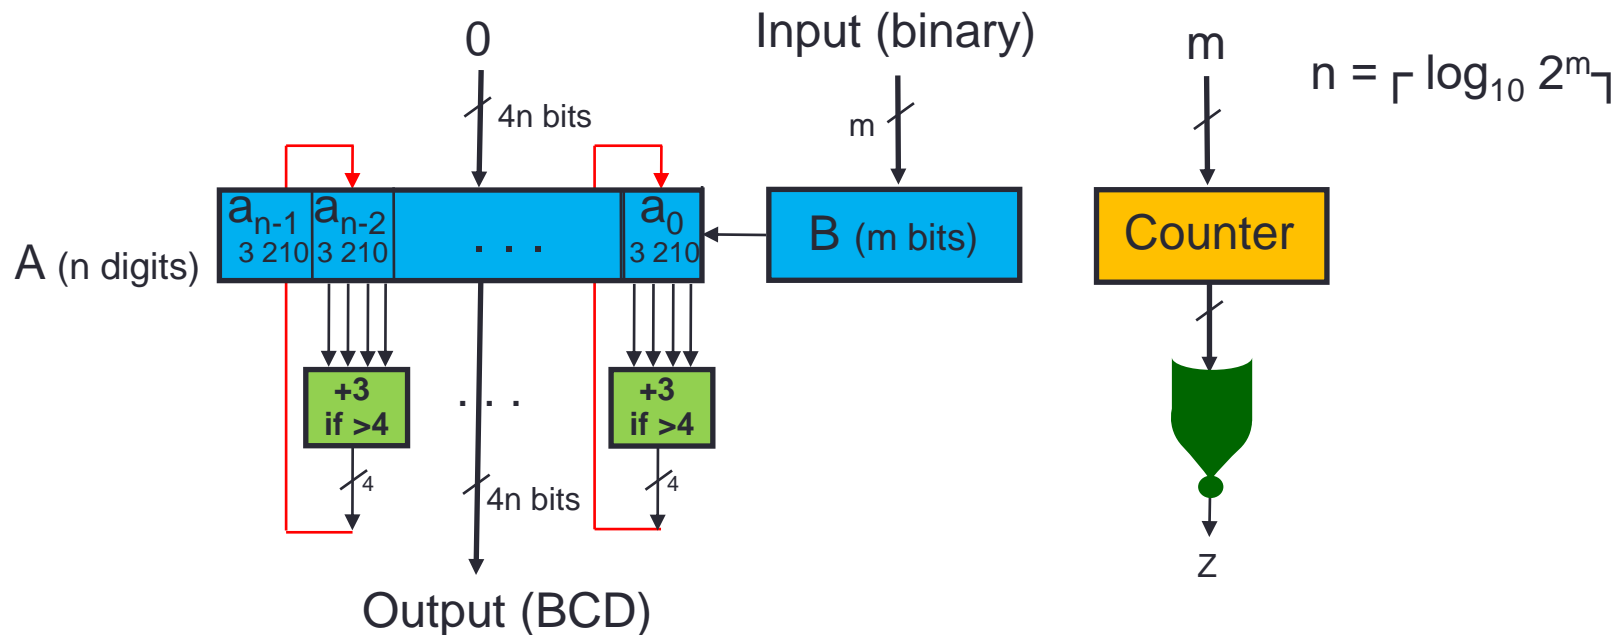 0
Input (binary)
m
n = ⌈ log₁₀ 2ᵐ⌉
4n bits
m
aₙ₋₁
3 210
aₙ₋₂
3 210
. . .
a₀
3 210
B (m bits)
Counter
A (n digits)
+3
if >4
. . .
+3
if >4
4
4n bits
4
z
Output (BCD)